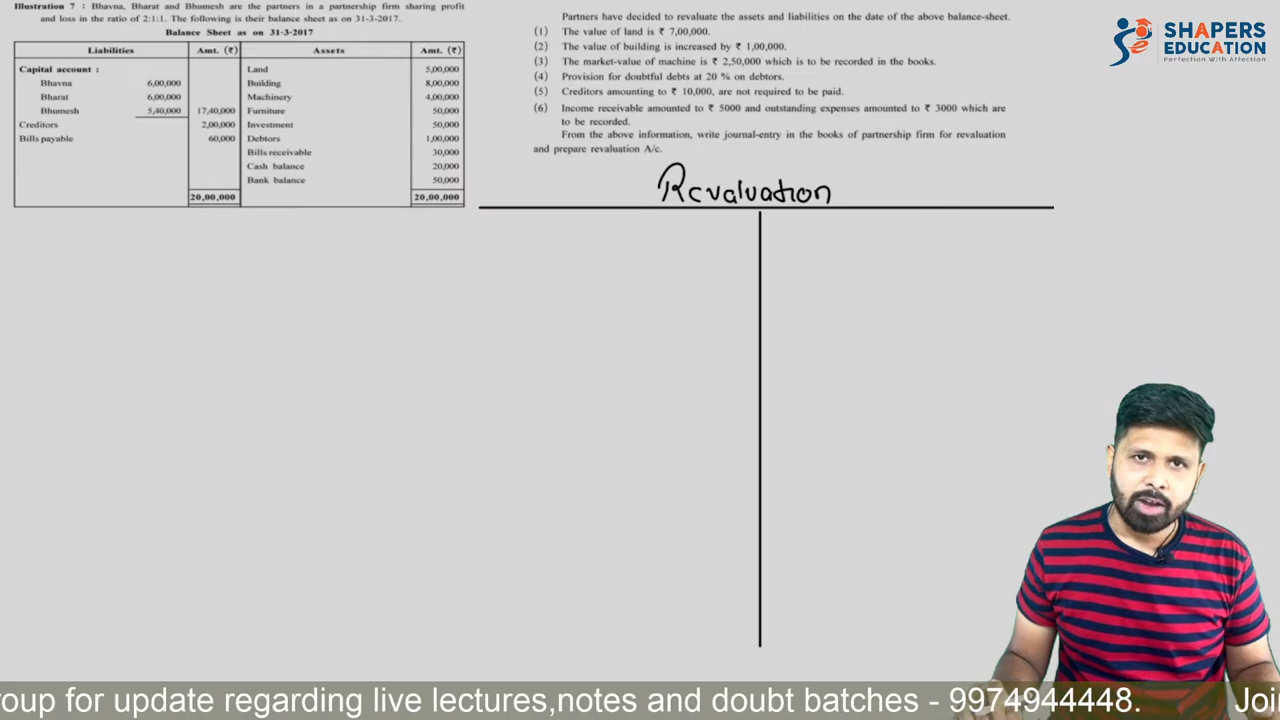 Illustration 7 : Bhavna, Bharat and Bhumesh are the partners in a partnership firm sharing profit
and loss in the ratio of 2:1:1. The following is their balance sheet as on 31-3-2017.
Balance Sheet as on 31-3-2017
Liabilities Amt. (₹) Assets Amt. (₹)
Capital account : Land 5,00,000
Bhavna 6,00,000 Building 8,00,000
Bharat 6,00,000 Machinery 4,00,000
Bhumesh 5,40,000 17,40,000 Furniture 50,000
Creditors 2,00,000 Investment 50,000
Bills payable 60,000 Debtors 1,00,000
Bills receivable 30,000
Cash balance 20,000
Bank balance 50,000
20,00,000 20,00,000
Partners have decided to revaluate the assets and liabilities on the date of the above balance-sheet.
(1) The value of land is ₹ 7,00,000.
(2) The value of building is increased by ₹ 1,00,000.
(3) The market-value of machine is ₹ 2,50,000 which is to be recorded in the books.
(4) Provision for doubtful debts at 20 % on debtors.
(5) Creditors amounting to ₹ 10,000, are not required to be paid.
(6) Income receivable amounted to ₹ 5000 and outstanding expenses amounted to ₹ 3000 which are
to be recorded.
From the above information, write journal-entry in the books of partnership firm for revaluation
and prepare revaluation A/c.
Revaluation
SHAPERS
EDUCATION
Perfection With Affection
roup for update regarding live lectures,notes and doubt batches - 9974944448. Joi